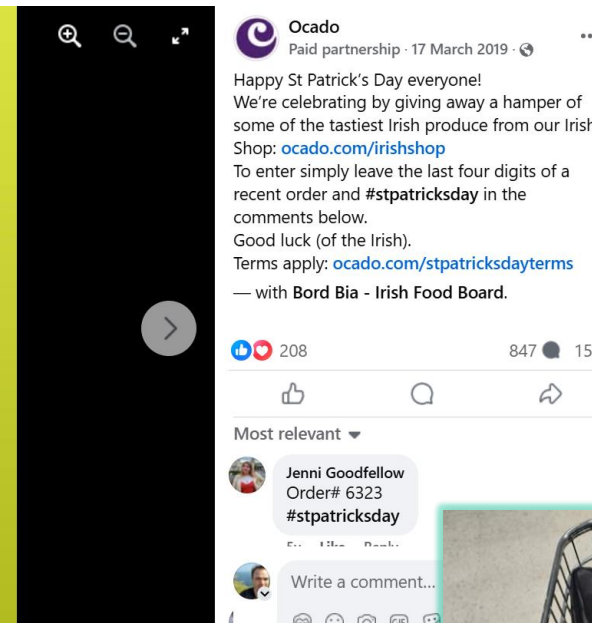 Ocado
Paid partnership · 17 March 2019 ·
Happy St Patrick's Day everyone!
We're celebrating by giving away a hamper of
some of the tastiest Irish produce from our Irish
Shop: ocado.com/irishshop
To enter simply leave the last four digits of a
recent order and #stpatricksday in the
comments below.
Good luck (of the Irish).
Terms apply: ocado.com/stpatricksdayterms
— with Bord Bia - Irish Food Board.
208 847 15
Most relevant
Jenni Goodfellow
Order# 6323
#stpatricksday
Write a comment...
GIF